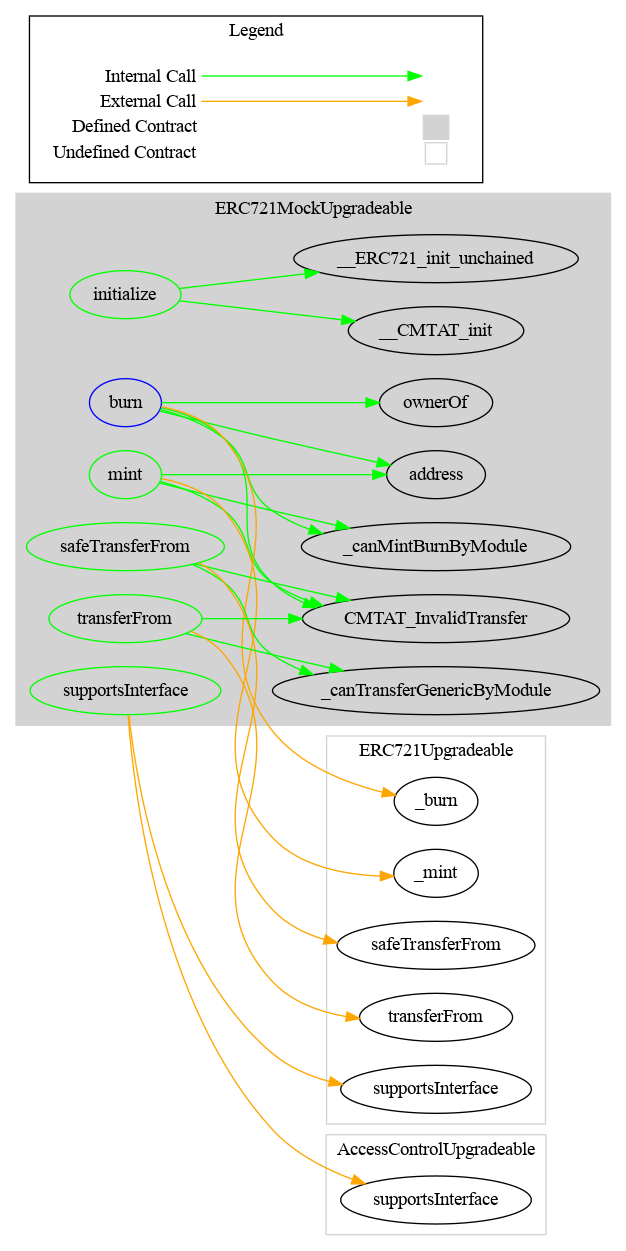 Legend
Internal Call
External Call
Defined Contract
Undefined Contract
ERC721MockUpgradeable
__ERC721_init_unchained
initialize
__CMTAT_init
burn
ownerOf
mint
address
safeTransferFrom
_canMintBurnByModule
transferFrom
CMTAT_InvalidTransfer
supportsInterface
_canTransferGenericByModule
ERC721Upgradeable
_burn
_mint
safeTransferFrom
transferFrom
supportsInterface
AccessControlUpgradeable
supportsInterface